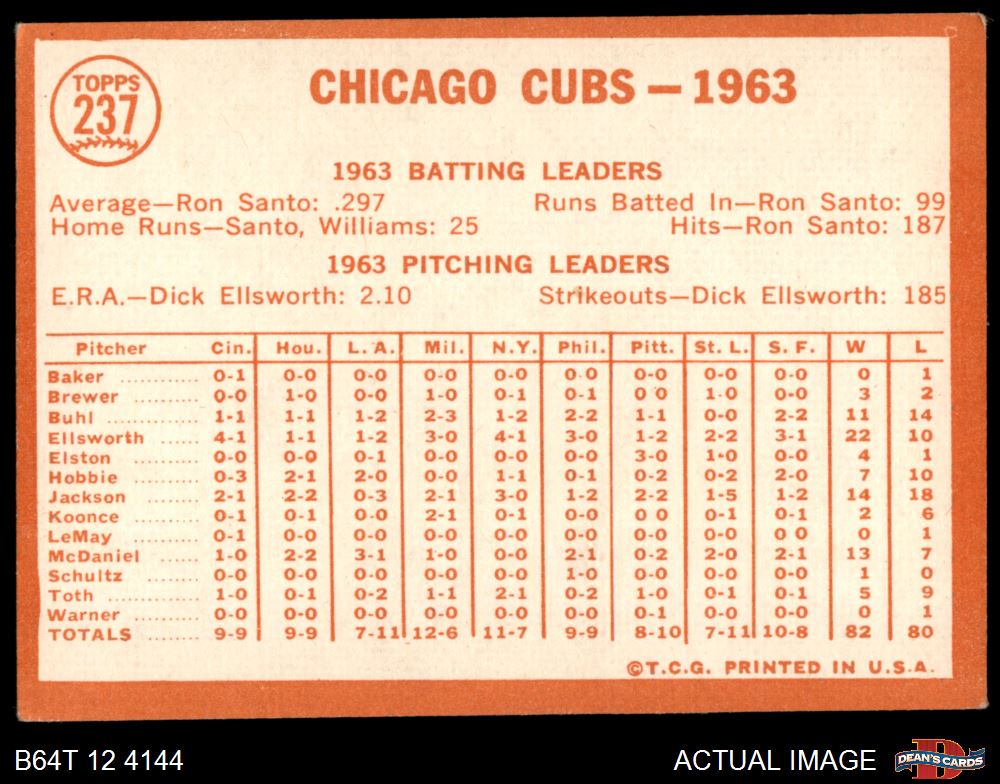 TOPPS
237
CHICAGO CUBS — 1963
1963 BATTING LEADERS
Average—Ron Santo: .297 Runs Batted In—Ron Santo: 99
Home Runs—Santo, Williams: 25 Hits—Ron Santo: 187
1963 PITCHING LEADERS
E.R.A.—Dick Ellsworth: 2.10 Strikeouts—Dick Ellsworth: 185
Pitcher Cin. Hou. L. A. Mil. N.Y. Phil. Pitt. St. L. S. F. W L
Baker .......... 0-1 0-0 0-0 0-0 0-0 0-0 0-0 0-0 0-0 0 1
Brewer ......... 0-0 1-0 0-0 1-0 0-1 0-1 0 0 1-0 0-0 3 2
Buhl ........... 1-1 1-1 1-2 2-3 1-2 2-2 1-1 0-0 2-2 11 14
Ellsworth ...... 4-1 1-1 1-2 3-0 4-1 3-0 1-2 2-2 3-1 22 10
Elston ......... 0-0 0-0 0-1 0-0 0-0 0-0 3-0 1-0 0-0 4 1
Hobbie ......... 0-3 2-1 2-0 0-0 1-1 0-1 0-2 0-2 2-0 7 10
Jackson ........ 2-1 2-2 0-3 2-1 3-0 1-2 2-2 1-5 1-2 14 18
Koonce ......... 0-1 0-1 0-0 2-1 0-1 0-1 0 0 0-1 0-1 2 6
LeMay .......... 0-1 0-0 0-0 0-0 0-0 0-0 0-0 0-0 0 0 0 1
McDaniel ...... 1-0 2-2 3-1 1-0 0-0 2-1 0-2 2-0 2-1 13 7
Schultz ........ 0-0 0-0 0-0 0-0 0-0 1-0 0-0 0-0 0-0 1 0
Toth ........... 1-0 0-1 0-2 1-1 2-1 0-2 1-0 0-1 0-1 5 9
Warner ......... 0-0 0-0 0-0 0-0 0-0 0-0 0-1 0-0 0-0 0 1
TOTALS ........ 9-9 9-9 7-11 12-6 11-7 9-9 8-10 7-11 10-8 82 80
©T.C.G. PRINTED IN U.S.A.
B64T 12 4144 ACTUAL IMAGE DEAN'S CARDS